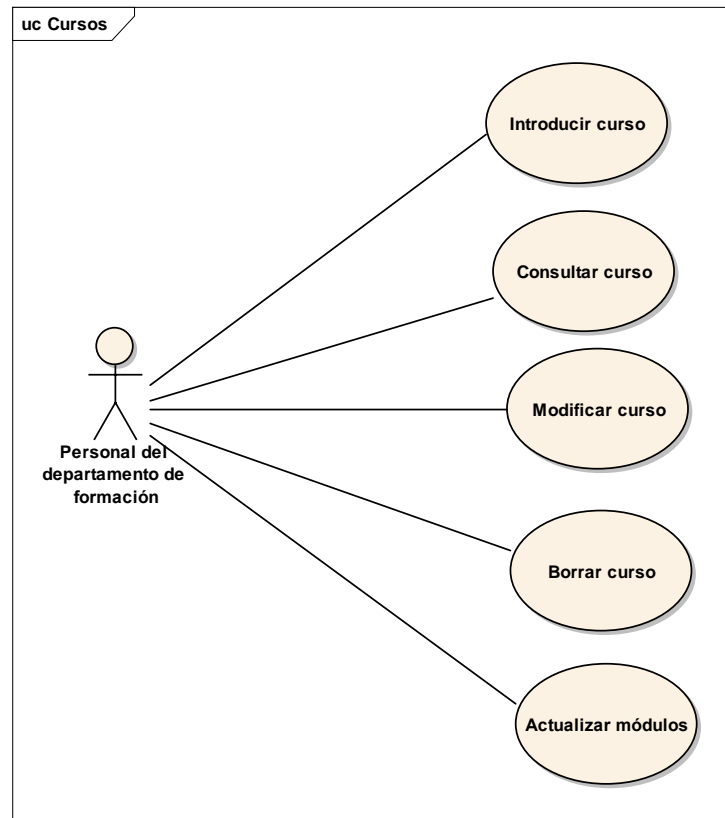 uc Cursos
Introducir curso
Consultar curso
Modificar curso
Personal del
departamento de
formación
Borrar curso
Actualizar módulos